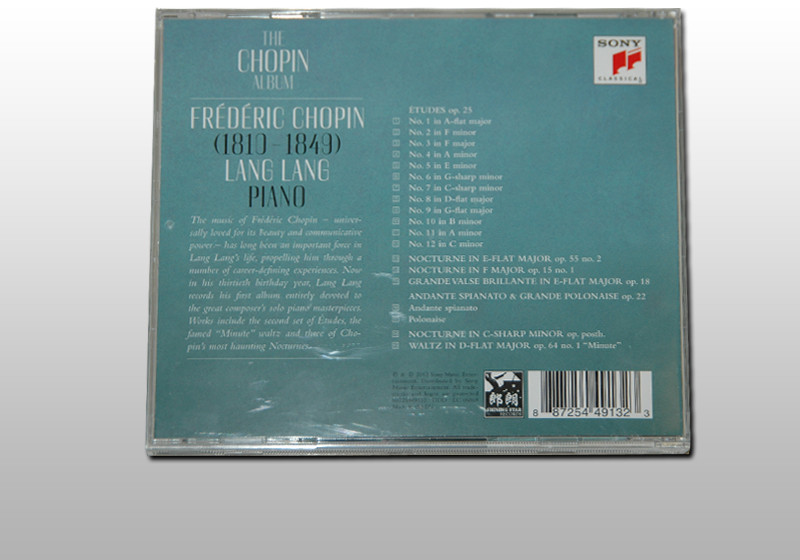 THE
CHOPIN
ALBUM
FRÉDÉRIC CHOPIN
(1810–1849)
LANG LANG
PIANO
The music of Frédéric Chopin – univer-
sally loved for its beauty and communicative
power – has long been an important force in
Lang Lang's life, propelling him through a
number of career-defining experiences. Now
in his thirtieth birthday year, Lang Lang
records his first album entirely devoted to
the great composer's solo piano masterpieces.
Works include the second set of Études, the
famed "Minute" waltz and three of Cho-
pin's most haunting Nocturnes.
SONY
CLASSICAL
ÉTUDES op. 25
No. 1 in A-flat major
No. 2 in F minor
No. 3 in F major
No. 4 in A minor
No. 5 in E minor
No. 6 in G-sharp minor
No. 7 in C-sharp minor
No. 8 in D-flat major
No. 9 in G-flat major
No. 10 in B minor
No. 11 in A minor
No. 12 in C minor
NOCTURNE IN E-FLAT MAJOR op. 55 no. 2
NOCTURNE IN F MAJOR op. 15 no. 1
GRANDE VALSE BRILLANTE IN E-FLAT MAJOR op. 18
ANDANTE SPIANATO & GRANDE POLONAISE op. 22
Andante spianato
Polonaise
NOCTURNE IN C-SHARP MINOR op. posth.
WALTZ IN D-FLAT MAJOR op. 64 no. 1 "Minute"
郎朗
8 87254 49132 3